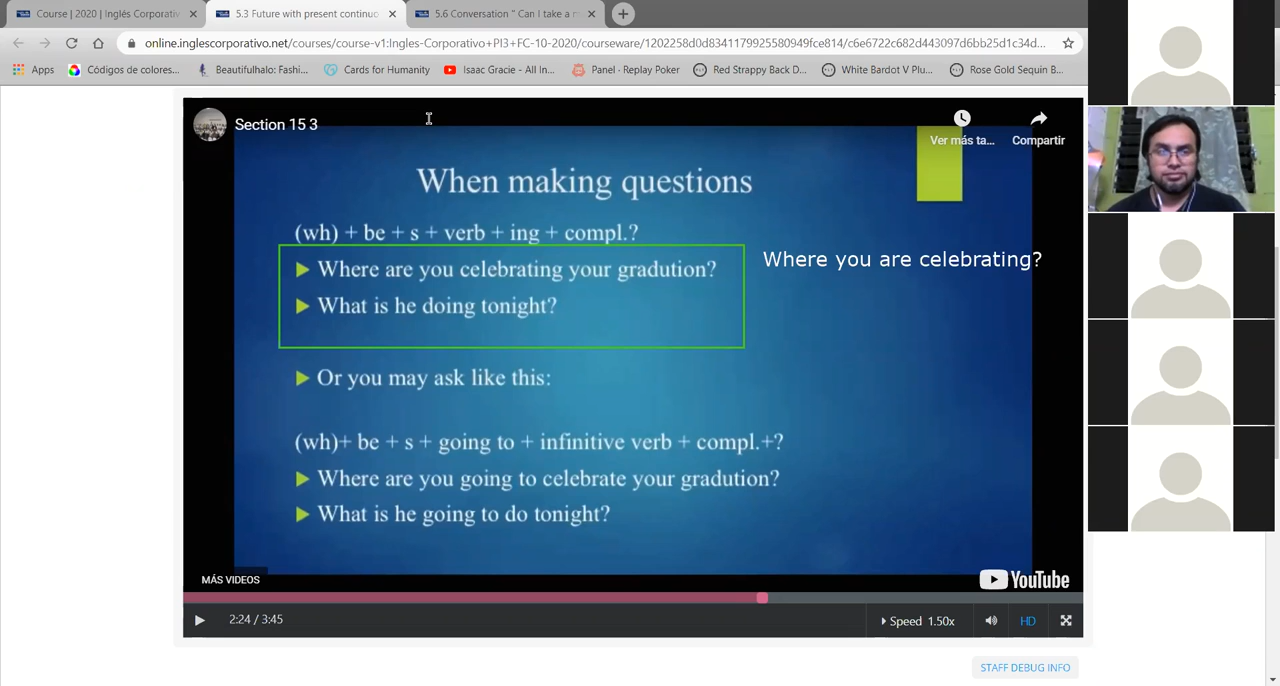 Course | 2020 | Inglés Corporativ
5.3 Future with present continuo
5.6 Conversation " Can I take a m
online.inglescorporativo.net/courses/course-v1:Ingles-Corporativo+PI3+FC-10-2020/courseware/1202258d0d8341179925580949fce814/c6e6722c682d443097d6bb25d1c34d...
Apps
Códigos de colores...
Beautifulhalo: Fashi...
Cards for Humanity
Isaac Gracie - All In...
Panel · Replay Poker
Red Strappy Back D...
White Bardot V Plu...
Rose Gold Sequin B...
Section 15 3
Ver más ta...
Compartir
When making questions
(wh) + be + s + verb + ing + compl.?
Where are you celebrating your gradution?
Where you are celebrating?
What is he doing tonight?
Or you may ask like this:
(wh)+ be + s + going to + infinitive verb + compl.+?
Where are you going to celebrate your gradution?
What is he going to do tonight?
MÁS VIDEOS
YouTube
2:24 / 3:45
Speed 1.50x
HD
STAFF DEBUG INFO